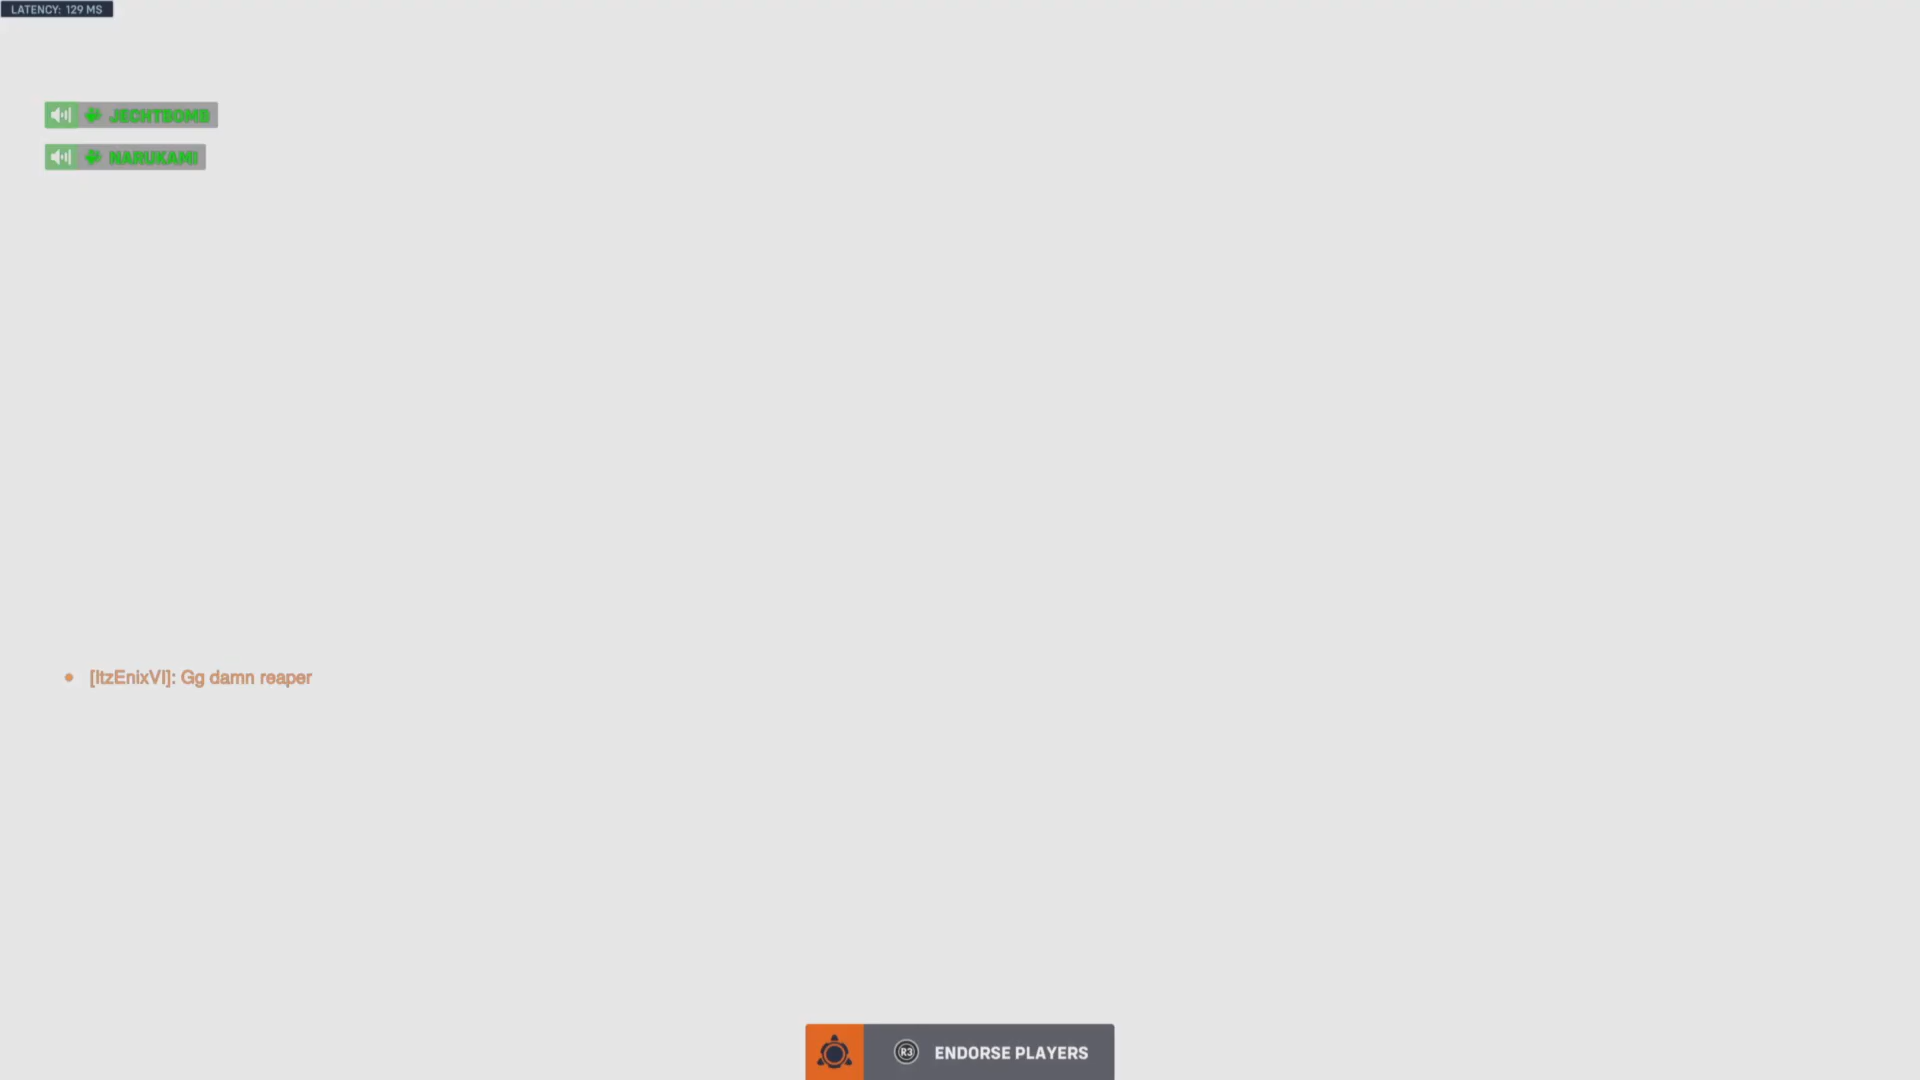 LATENCY: 129 MS
JECHTBOMB
NARUKAMI
[ItzEnixVI]: Gg damn reaper
R3 ENDORSE PLAYERS